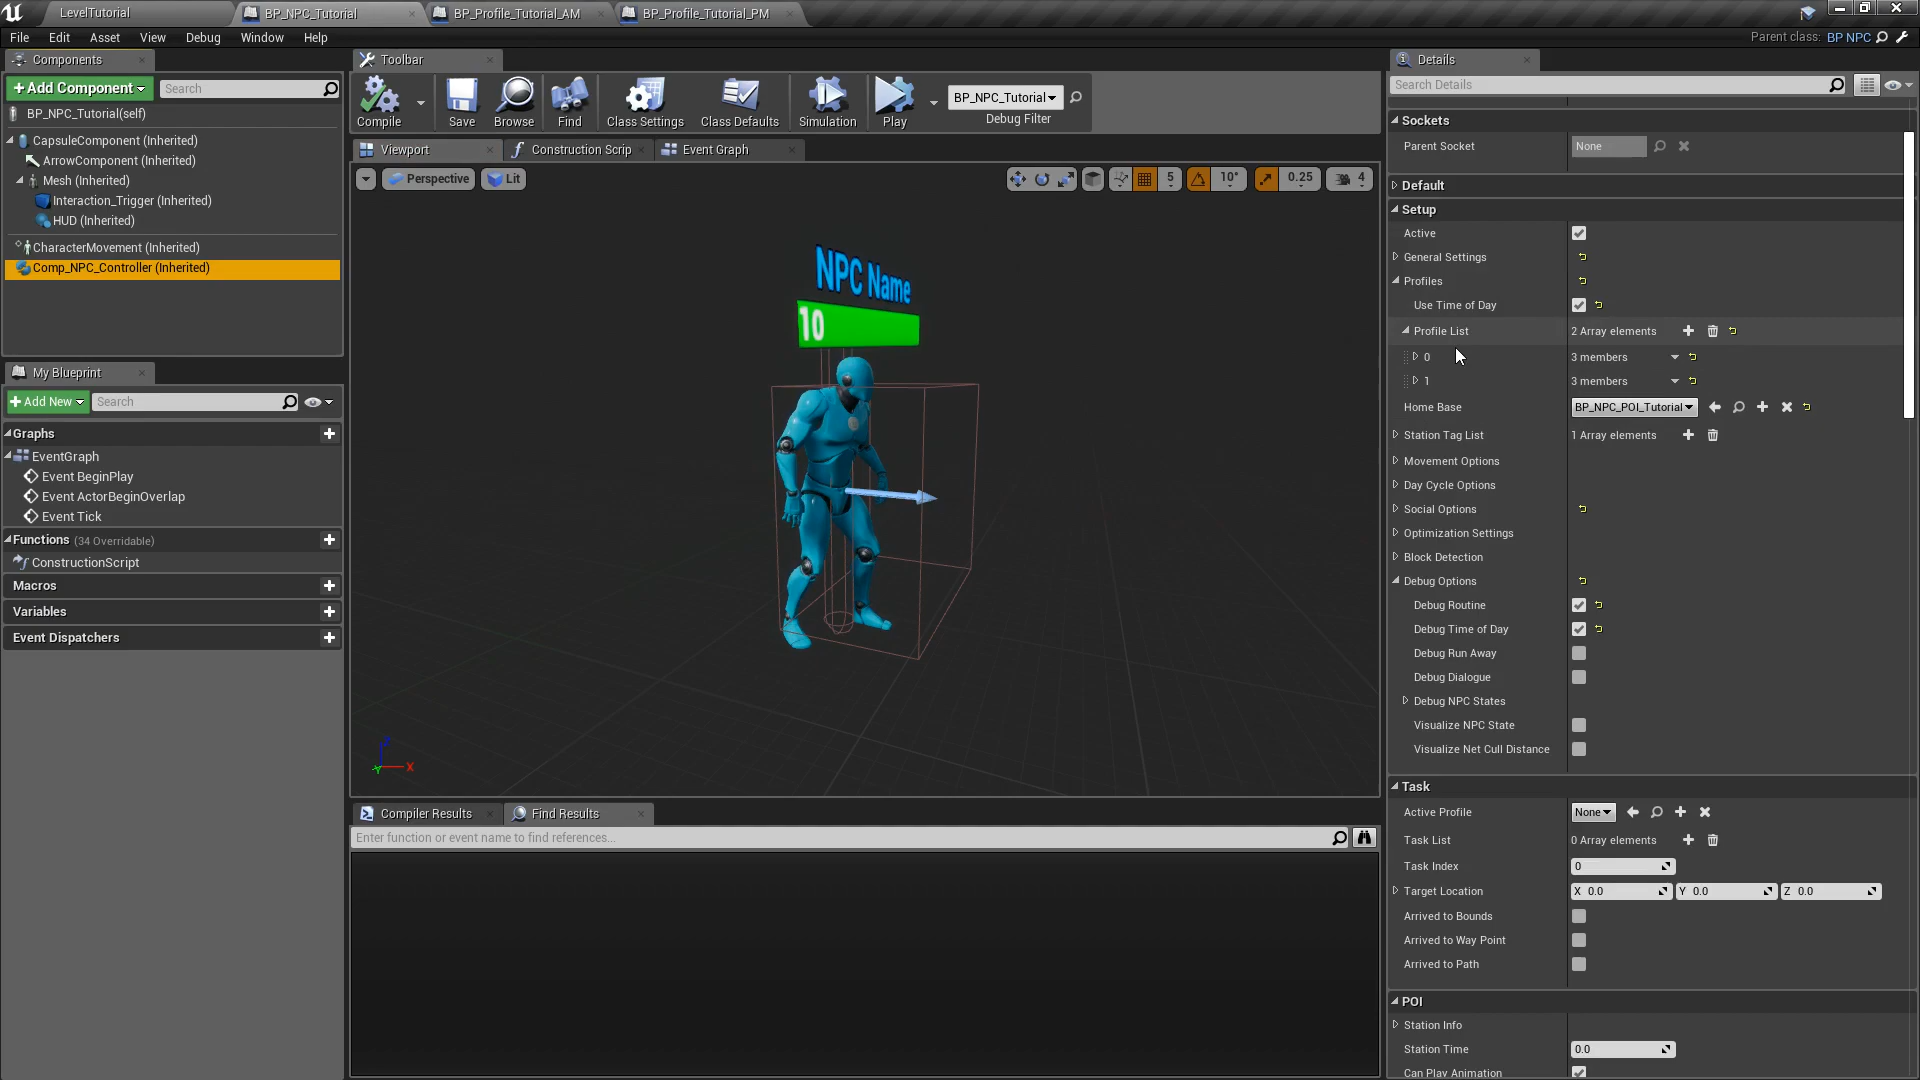 LevelTutorial
BP_NPC_Tutorial
BP_Profile_Tutorial_AM
BP_Profile_Tutorial_PM
File Edit Asset View Debug Window Help
Parent class: BP NPC
Components
Add Component
Search
BP_NPC_Tutorial(self)
CapsuleComponent (Inherited)
ArrowComponent (Inherited)
Mesh (Inherited)
Interaction_Trigger (Inherited)
HUD (Inherited)
CharacterMovement (Inherited)
Comp_NPC_Controller (Inherited)
My Blueprint
Add New
Search
Graphs
EventGraph
Event BeginPlay
Event ActorBeginOverlap
Event Tick
Functions (34 Overridable)
ConstructionScript
Macros
Variables
Event Dispatchers
Toolbar
Compile
Save
Browse
Find
Class Settings
Class Defaults
Simulation
Play
BP_NPC_Tutorial
Debug Filter
Viewport
Construction Scrip
Event Graph
Perspective
Lit
5
10°
0.25
4
NPC Name
10
Z
X
Y
Compiler Results
Find Results
Enter function or event name to find references...
Details
Search Details
Sockets
Parent Socket None
Default
Setup
Active
General Settings
Profiles
Use Time of Day
Profile List 2 Array elements
0 3 members
1 3 members
Home Base BP_NPC_POI_Tutorial
Station Tag List 1 Array elements
Movement Options
Day Cycle Options
Social Options
Optimization Settings
Block Detection
Debug Options
Debug Routine
Debug Time of Day
Debug Run Away
Debug Dialogue
Debug NPC States
Visualize NPC State
Visualize Net Cull Distance
Task
Active Profile None
Task List 0 Array elements
Task Index 0
Target Location X 0.0 Y 0.0 Z 0.0
Arrived to Bounds
Arrived to Way Point
Arrived to Path
POI
Station Info
Station Time 0.0
Can Play Animation